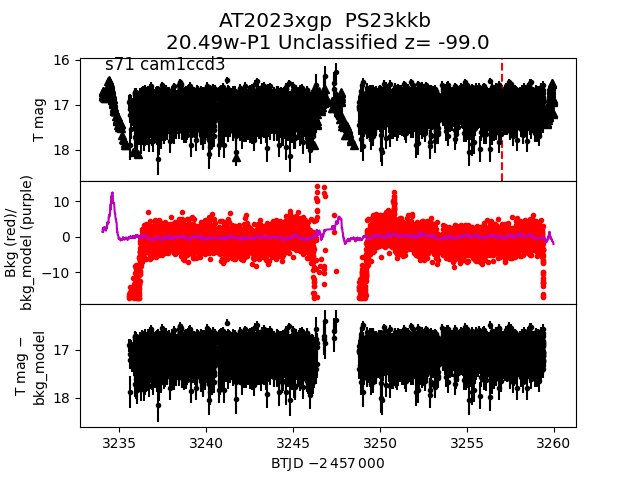 AT2023xgp  PS23kkb
20.49w-P1 Unclassified z= -99.0
s71 cam1ccd3
T mag
16
17
18
Bkg (red)/
bkg_model (purple)
10
0
−10
T mag −
bkg_model
17
18
3235 3240 3245 3250 3255 3260
BTJD −2 457 000